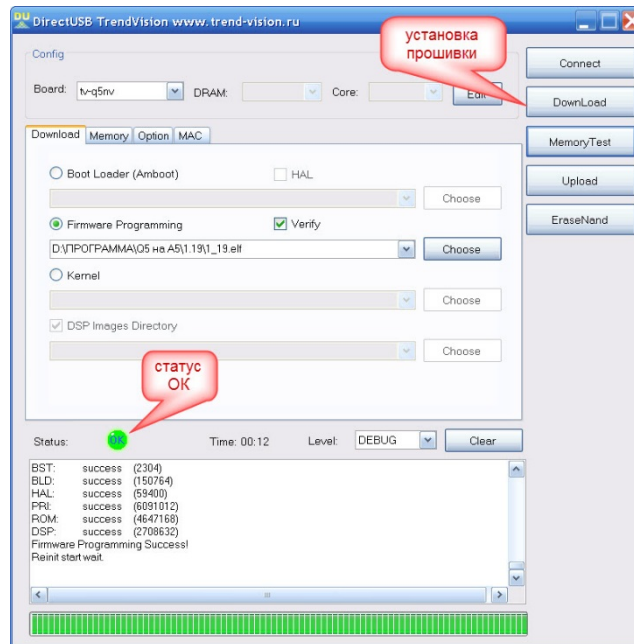 DirectUSB TrendVision www.trend-vision.ru
установка
прошивки
Config
Board: tv-q5nv DRAM: Core: Edit
Connect
DownLoad
MemoryTest
Upload
EraseNand
Download Memory Option MAC
Boot Loader (Amboot) HAL
Choose
Firmware Programming Verify
D:\ПРОГРАММА\Q5 на A5\1.19\1_19.elf Choose
Kernel
Choose
DSP Images Directory
Choose
статус
ОК
Status: OK Time: 00:12 Level: DEBUG Clear
BST: success (2304)
BLD: success (150764)
HAL: success (59400)
PRI: success (6091012)
ROM: success (4647168)
DSP: success (2708632)
Firmware Programming Success!
Reinit start wait.